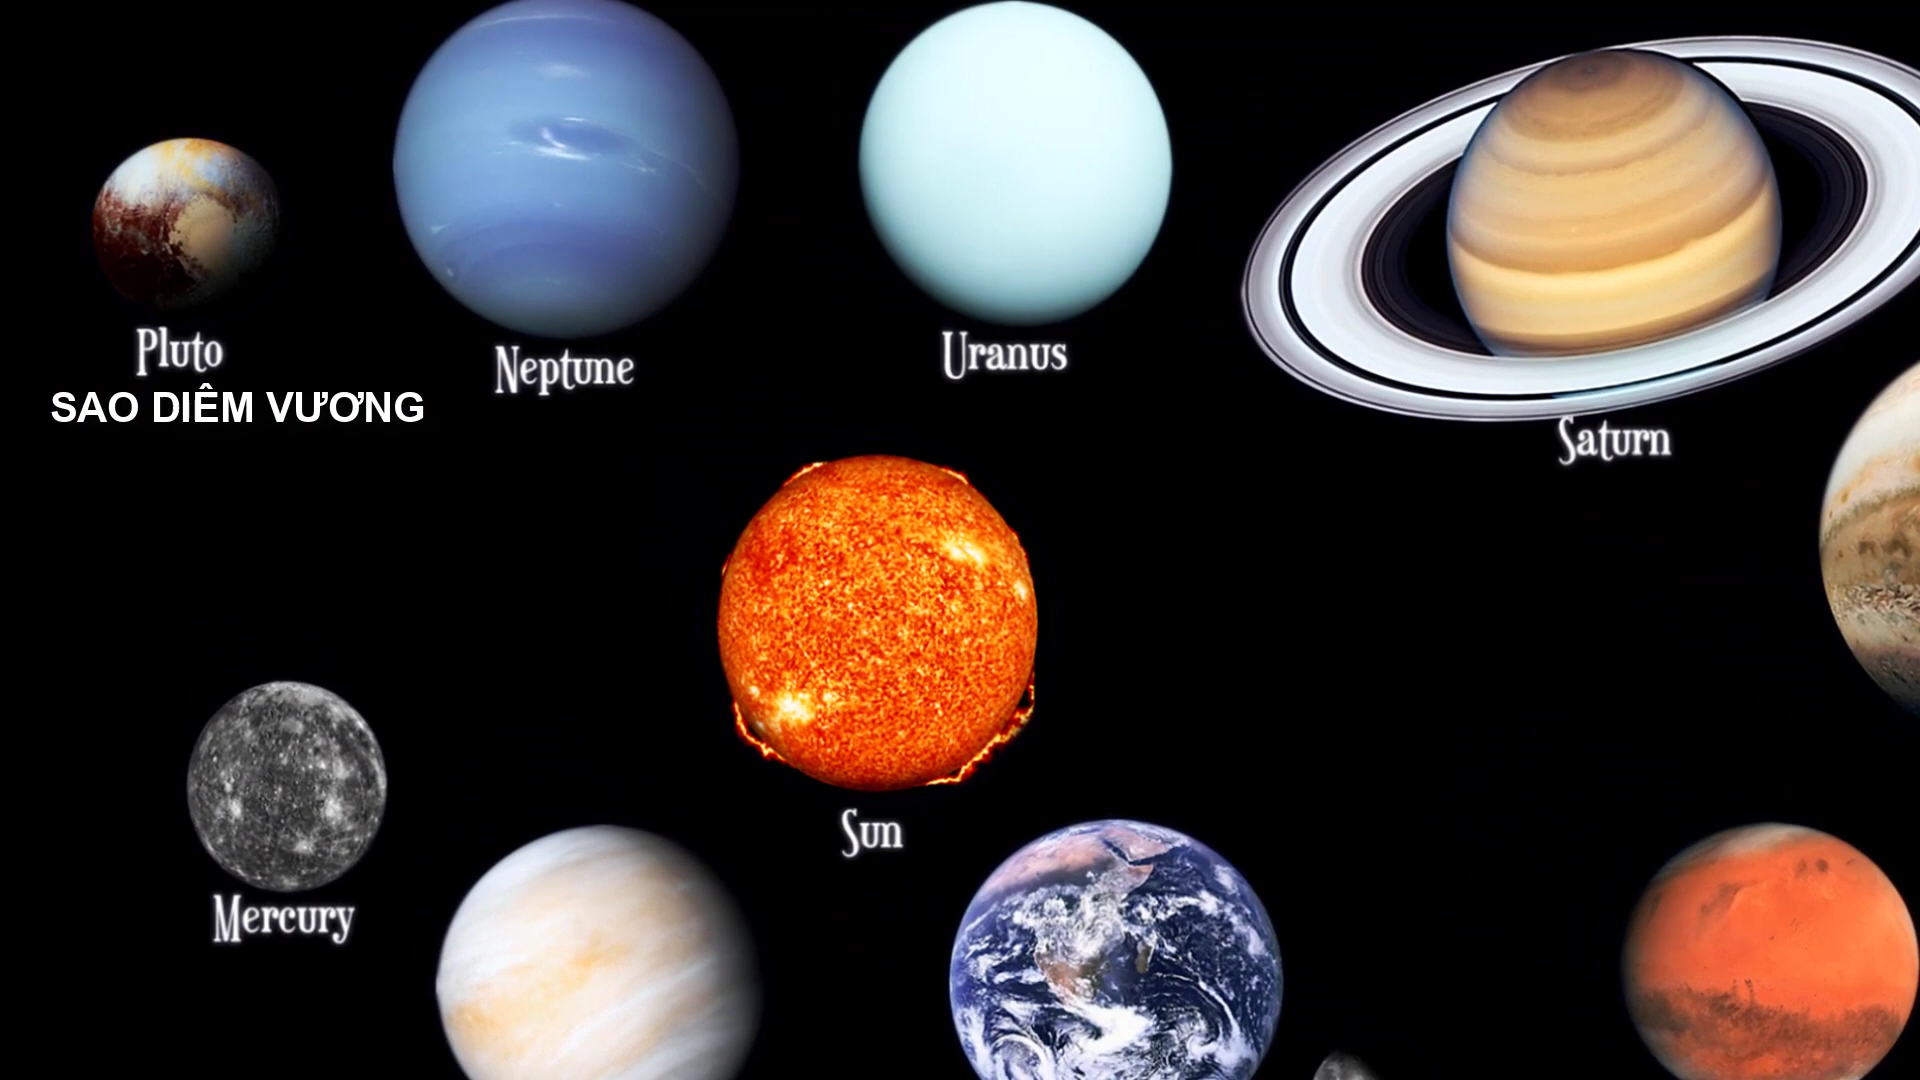 Pluto
Neptune
Uranus
SAO DIÊM VƯƠNG
Saturn
Sun
Mercury